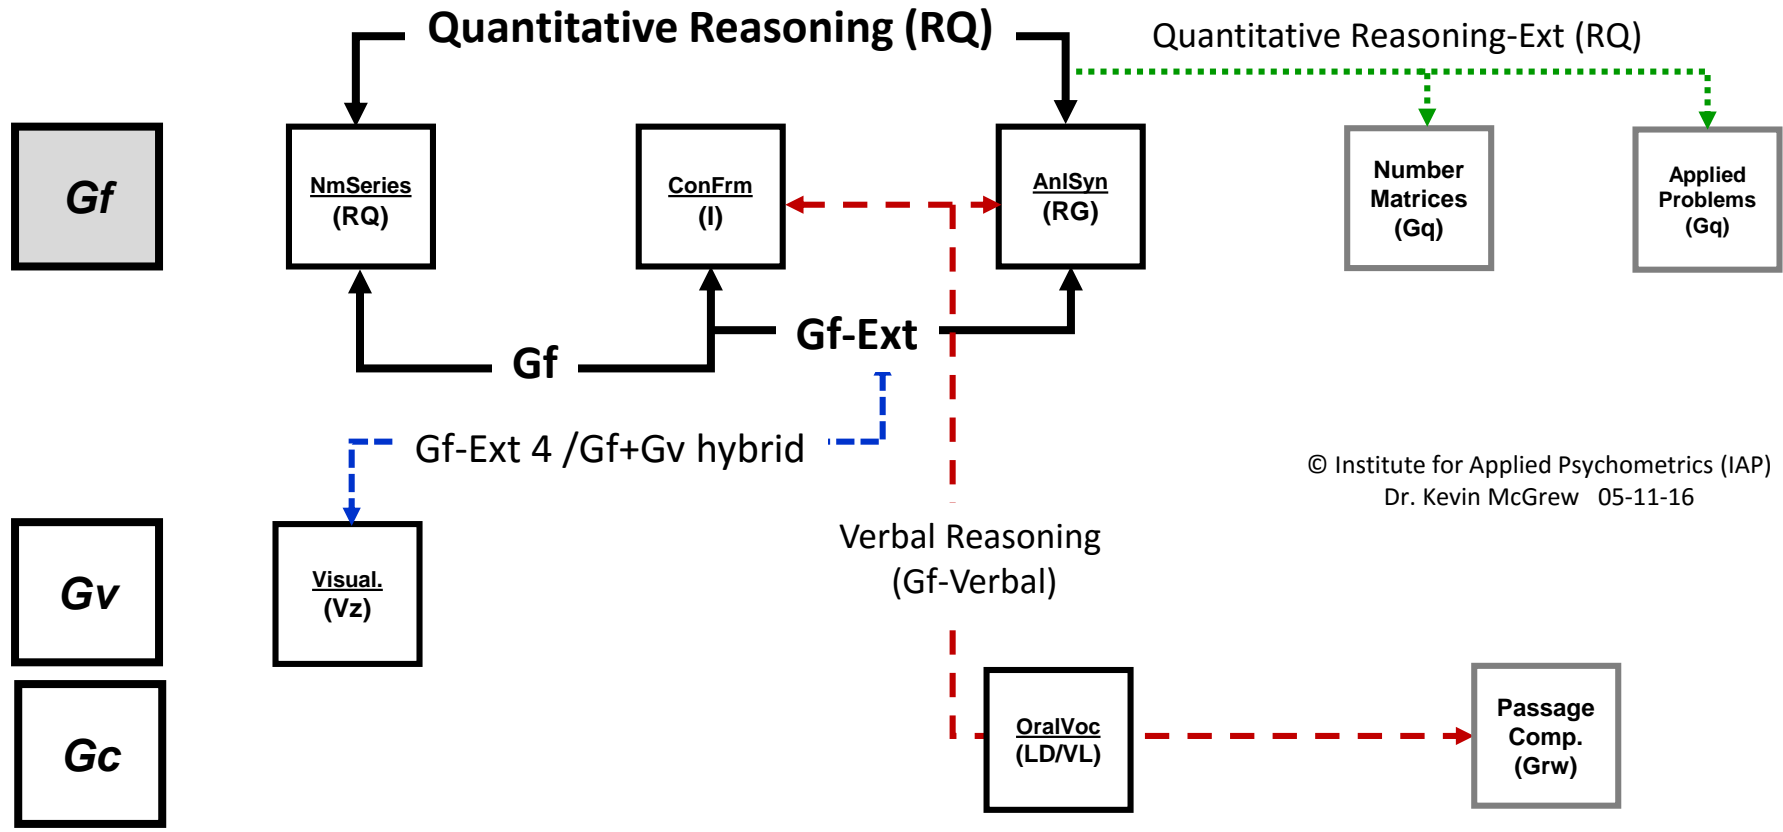 Quantitative Reasoning (RQ)
Quantitative Reasoning-Ext (RQ)
Gf
NmSeries
(RQ)
ConFrm
(I)
AnlSyn
(RG)
Number
Matrices
(Gq)
Applied
Problems
(Gq)
Gf-Ext
Gf
Gf-Ext 4 /Gf+Gv hybrid
© Institute for Applied Psychometrics (IAP)
Dr. Kevin McGrew 05-11-16
Gv
Visual.
(Vz)
Verbal Reasoning
(Gf-Verbal)
Gc
OralVoc
(LD/VL)
Passage
Comp.
(Grw)